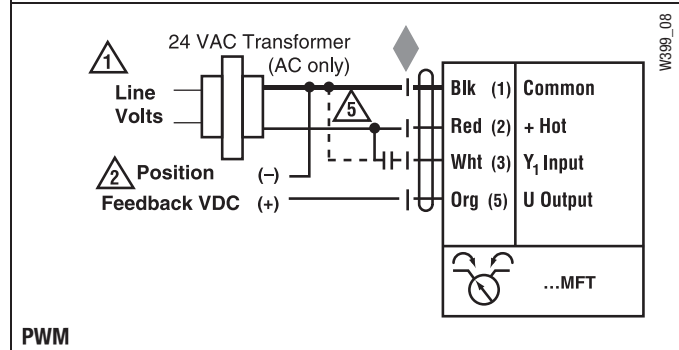 W399_08
24 VAC Transformer
(AC only)
1
Line
Volts
5
2 Position (–)
Feedback VDC (+)
Blk (1) Common
Red (2) + Hot
Wht (3) Y₁ Input
Org (5) U Output
...MFT
PWM